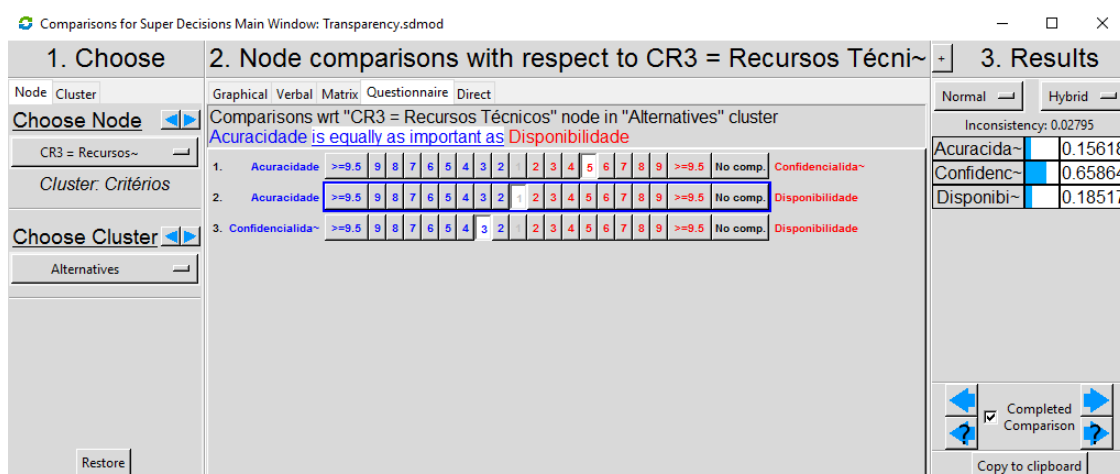 Comparisons for Super Decisions Main Window: Transparency.sdmod
1. Choose
2. Node comparisons with respect to CR3 = Recursos Técni~
+
3. Results
Node Cluster
Graphical Verbal Matrix Questionnaire Direct
Normal
Hybrid
Choose Node
Comparisons wrt "CR3 = Recursos Técnicos" node in "Alternatives" cluster
Acuracidade is equally as important as Disponibilidade
Inconsistency: 0.02795
CR3 = Recursos~
Cluster: Critérios
Choose Cluster
Alternatives
1. Acuracidade >=9.5 9 8 7 6 5 4 3 2 1 2 3 4 5 6 7 8 9 >=9.5 No comp. Confidencialida~
2. Acuracidade >=9.5 9 8 7 6 5 4 3 2 1 2 3 4 5 6 7 8 9 >=9.5 No comp. Disponibilidade
3. Confidencialida~ >=9.5 9 8 7 6 5 4 3 2 1 2 3 4 5 6 7 8 9 >=9.5 No comp. Disponibilidade
Acuracida~ 0.15618
Confidenc~ 0.65864
Disponibi~ 0.18517
Completed
Comparison
? ?
Restore
Copy to clipboard